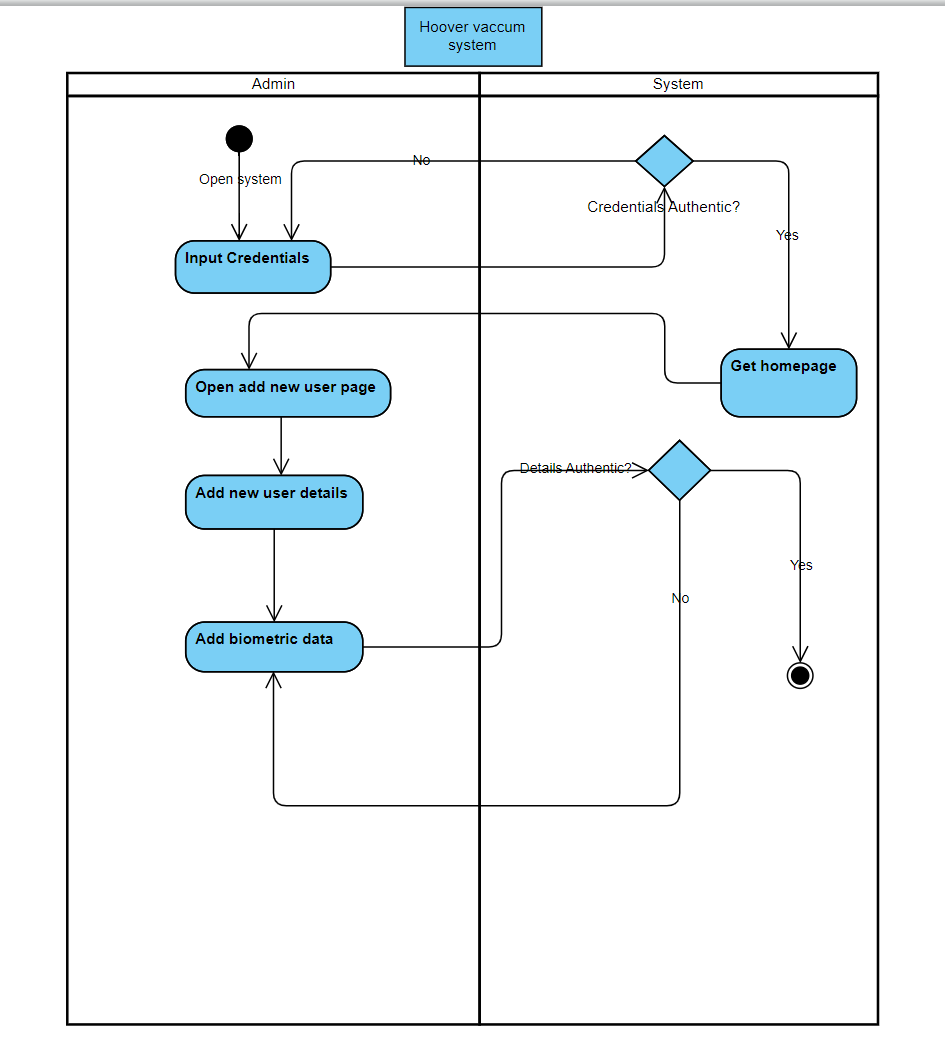 Hoover vaccum
system
Admin
System
Open system
No
Credentials Authentic?
Yes
Input Credentials
Get homepage
Open add new user page
Details Authentic?
Add new user details
Yes
No
Add biometric data